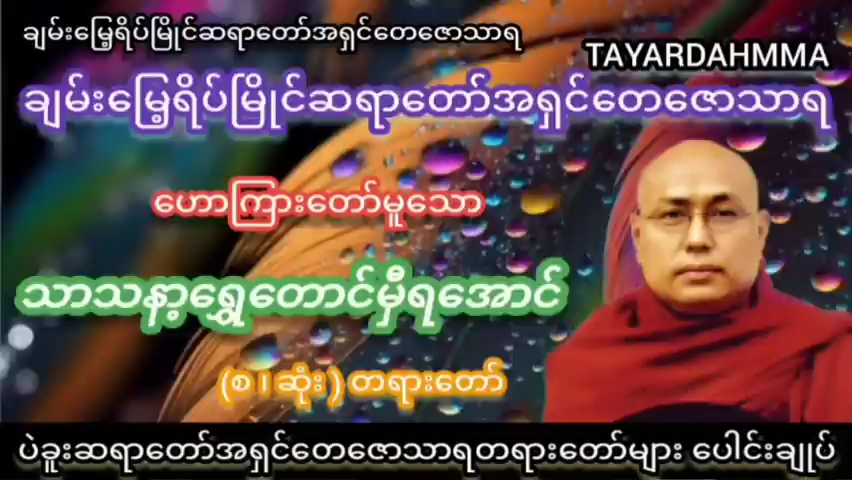 ချမ်းမြေ့ရိပ်မြိုင်ဆရာတော်အရှင်တေဇောသာရ
TAYARDAHMMA
ချမ်းမြေ့ရိပ်မြိုင်ဆရာတော်အရှင်တေဇောသာရ
ဟောကြားတော်မူသော
သာသနာ့ရွှေတောင်မှီရအောင်
(စ ၊ ဆုံး ) တရားတော်
ပဲခူးဆရာတော်အရှင်တေဇောသာရတရားတော်များ ပေါင်းချုပ်